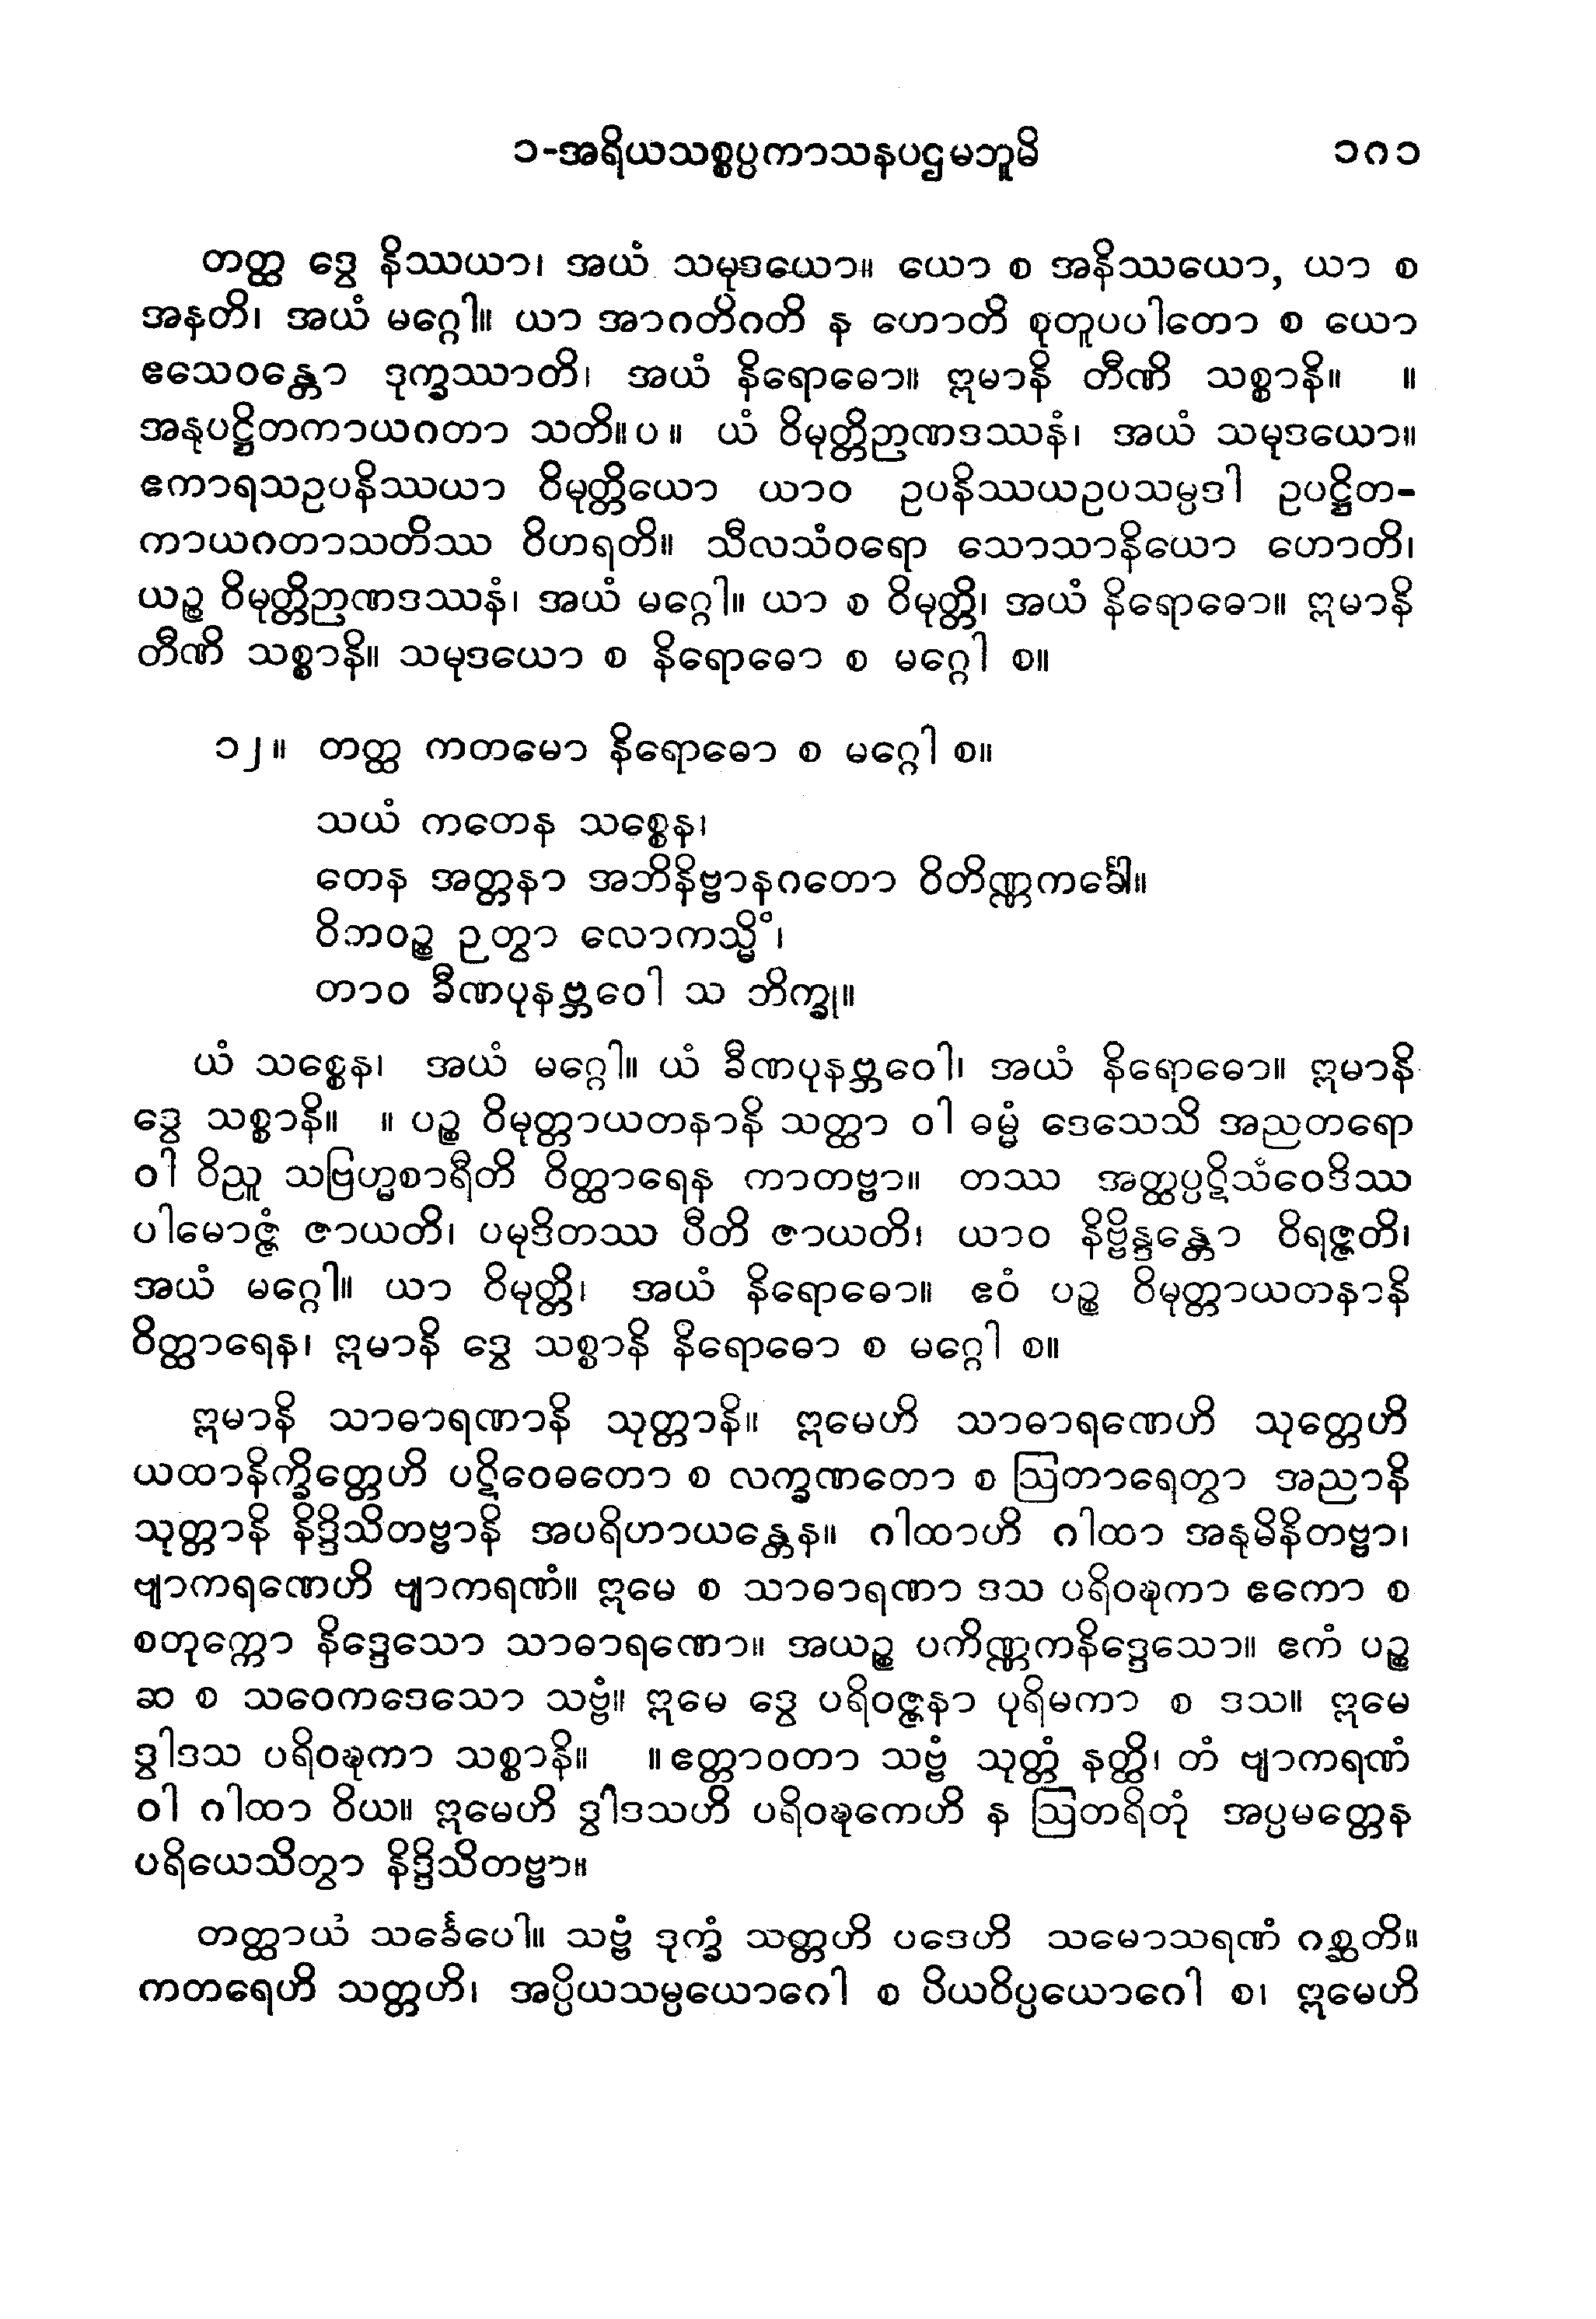 ၁-အရိယသစ္စပ္ပကာသနပဌမဘူမိ ၁၈၁
တတ္ထ ဒွေ နိဿယာ၊ အယံ သမုဒယော။ ယော စ အနိဿယော, ယာ စ
အနတိ၊ အယံ မဂ္ဂေါ။ ယာ အာဂတိဂတိ န ဟောတိ စုတူပပါတော စ ယော
ဧသေဝန္တော ဒုက္ခဿာတိ၊ အယံ နိရောဓော။ ဣမာနိ တီဏိ သစ္စာနိ။ ။
အနုပဋ္ဌိတကာယဂတာ သတိ။ပ။ ယံ ဝိမုတ္တိဉာဏဒဿနံ၊ အယံ သမုဒယော။
ဧကာရသဥပနိဿယာ ဝိမုတ္တိယော ယာဝ ဥပနိဿယဥပသမ္ပဒါ ဥပဋ္ဌိတ-
ကာယဂတာသတိဿ ဝိဟရတိ။ သီလသံဝရော သောသာနိယော ဟောတိ၊
ယဉ္စ ဝိမုတ္တိဉာဏဒဿနံ၊ အယံ မဂ္ဂေါ။ ယာ စ ဝိမုတ္တိ၊ အယံ နိရောဓော။ ဣမာနိ
တီဏိ သစ္စာနိ။ သမုဒယော စ နိရောဓော စ မဂ္ဂေါ စ။
၁၂။ တတ္ထ ကတမော နိရောဓော စ မဂ္ဂေါ စ။
သယံ ကတေန သစ္စေန၊
တေန အတ္တနာ အဘိနိဗ္ဗာနဂတော ဝိတိဏ္ဏကင်္ခေါ။
ဝိဘဝဉ္စ ဉတွာ လောကသ္မိံ၊
တာဝ ခီဏပုနဗ္ဘဝေါ သ ဘိက္ခု။
ယံ သစ္စေန၊ အယံ မဂ္ဂေါ။ ယံ ခီဏပုနဗ္ဘဝေါ၊ အယံ နိရောဓော။ ဣမာနိ
ဒွေ သစ္စာနိ။ ။ ပဉ္စ ဝိမုတ္တာယတနာနိ သတ္ထာ ဝါ ဓမ္မံ ဒေသေသိ အညတရော
ဝါ ဝိညူ သဗြဟ္မစာရီတိ ဝိတ္ထာရေန ကာတဗ္ဗာ။ တဿ အတ္ထပ္ပဋိသံဝေဒိဿ
ပါမောဇ္ဇံ ဇာယတိ၊ ပမုဒိတဿ ပီတိ ဇာယတိ၊ ယာဝ နိဗ္ဗိန္ဒန္တော ဝိရဇ္ဇတိ၊
အယံ မဂ္ဂေါ။ ယာ ဝိမုတ္တိ၊ အယံ နိရောဓော။ ဧဝံ ပဉ္စ ဝိမုတ္တာယတနာနိ
ဝိတ္ထာရေန၊ ဣမာနိ ဒွေ သစ္စာနိ နိရောဓော စ မဂ္ဂေါ စ။
ဣမာနိ သာဓာရဏာနိ သုတ္တာနိ။ ဣမေဟိ သာဓာရဏေဟိ သုတ္တေဟိ
ယထာနိက္ခိတ္တေဟိ ပဋိဝေဓတော စ လက္ခဏတော စ ဩတာရေတွာ အညာနိ
သုတ္တာနိ နိဒ္ဒိသိတဗ္ဗာနိ အပရိဟာယန္တေန။ ဂါထာဟိ ဂါထာ အနုမိနိတဗ္ဗာ၊
ဗျာကရဏေဟိ ဗျာကရဏံ။ ဣမေ စ သာဓာရဏာ ဒသ ပရိဝဍ္ဎကာ ဧကော စ
စတုက္ကော နိဒ္ဒေသော သာဓာရဏော။ အယဉ္စ ပကိဏ္ဏကနိဒ္ဒေသော။ ဧကံ ပဉ္စ
ဆ စ သဝေကဒေသော သဗ္ဗံ။ ဣမေ ဒွေ ပရိဝဇ္ဇနာ ပုရိမကာ စ ဒသ။ ဣမေ
ဒွါဒသ ပရိဝဍ္ဎကာ သစ္စာနိ။ ။ ဧတ္တာဝတာ သဗ္ဗံ သုတ္တံ နတ္ထိ၊ တံ ဗျာကရဏံ
ဝါ ဂါထာ ဝိယ။ ဣမေဟိ ဒွါဒသဟိ ပရိဝဍ္ဎကေဟိ န ဩတရိတုံ အပ္ပမတ္တေန
ပရိယေသိတွာ နိဒ္ဒိသိတဗ္ဗာ။
တတ္ထာယံ သင်္ခေပေါ။ သဗ္ဗံ ဒုက္ခံ သတ္တဟိ ပဒေဟိ သမောသရဏံ ဂစ္ဆတိ။
ကတရေဟိ သတ္တဟိ၊ အပ္ပိယသမ္ပယောဂေါ စ ပိယဝိပ္ပယောဂေါ စ၊ ဣမေဟိ